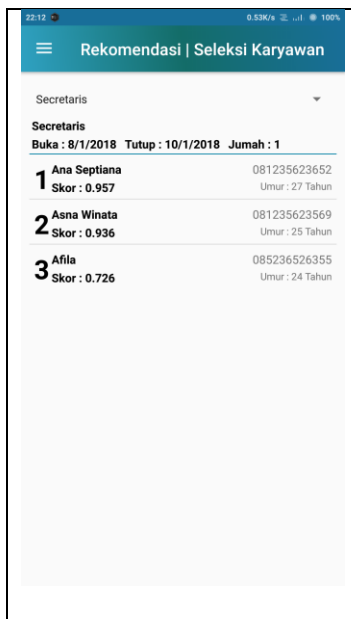 22:12 0.53K/s 100%
Rekomendasi | Seleksi Karyawan
Secretaris
Secretaris
Buka : 8/1/2018 Tutup : 10/1/2018 Jumah : 1
1 Ana Septiana 081235623652
Skor : 0.957 Umur : 27 Tahun
2 Asna Winata 081235623569
Skor : 0.936 Umur : 25 Tahun
3 Afila 085236526355
Skor : 0.726 Umur : 24 Tahun